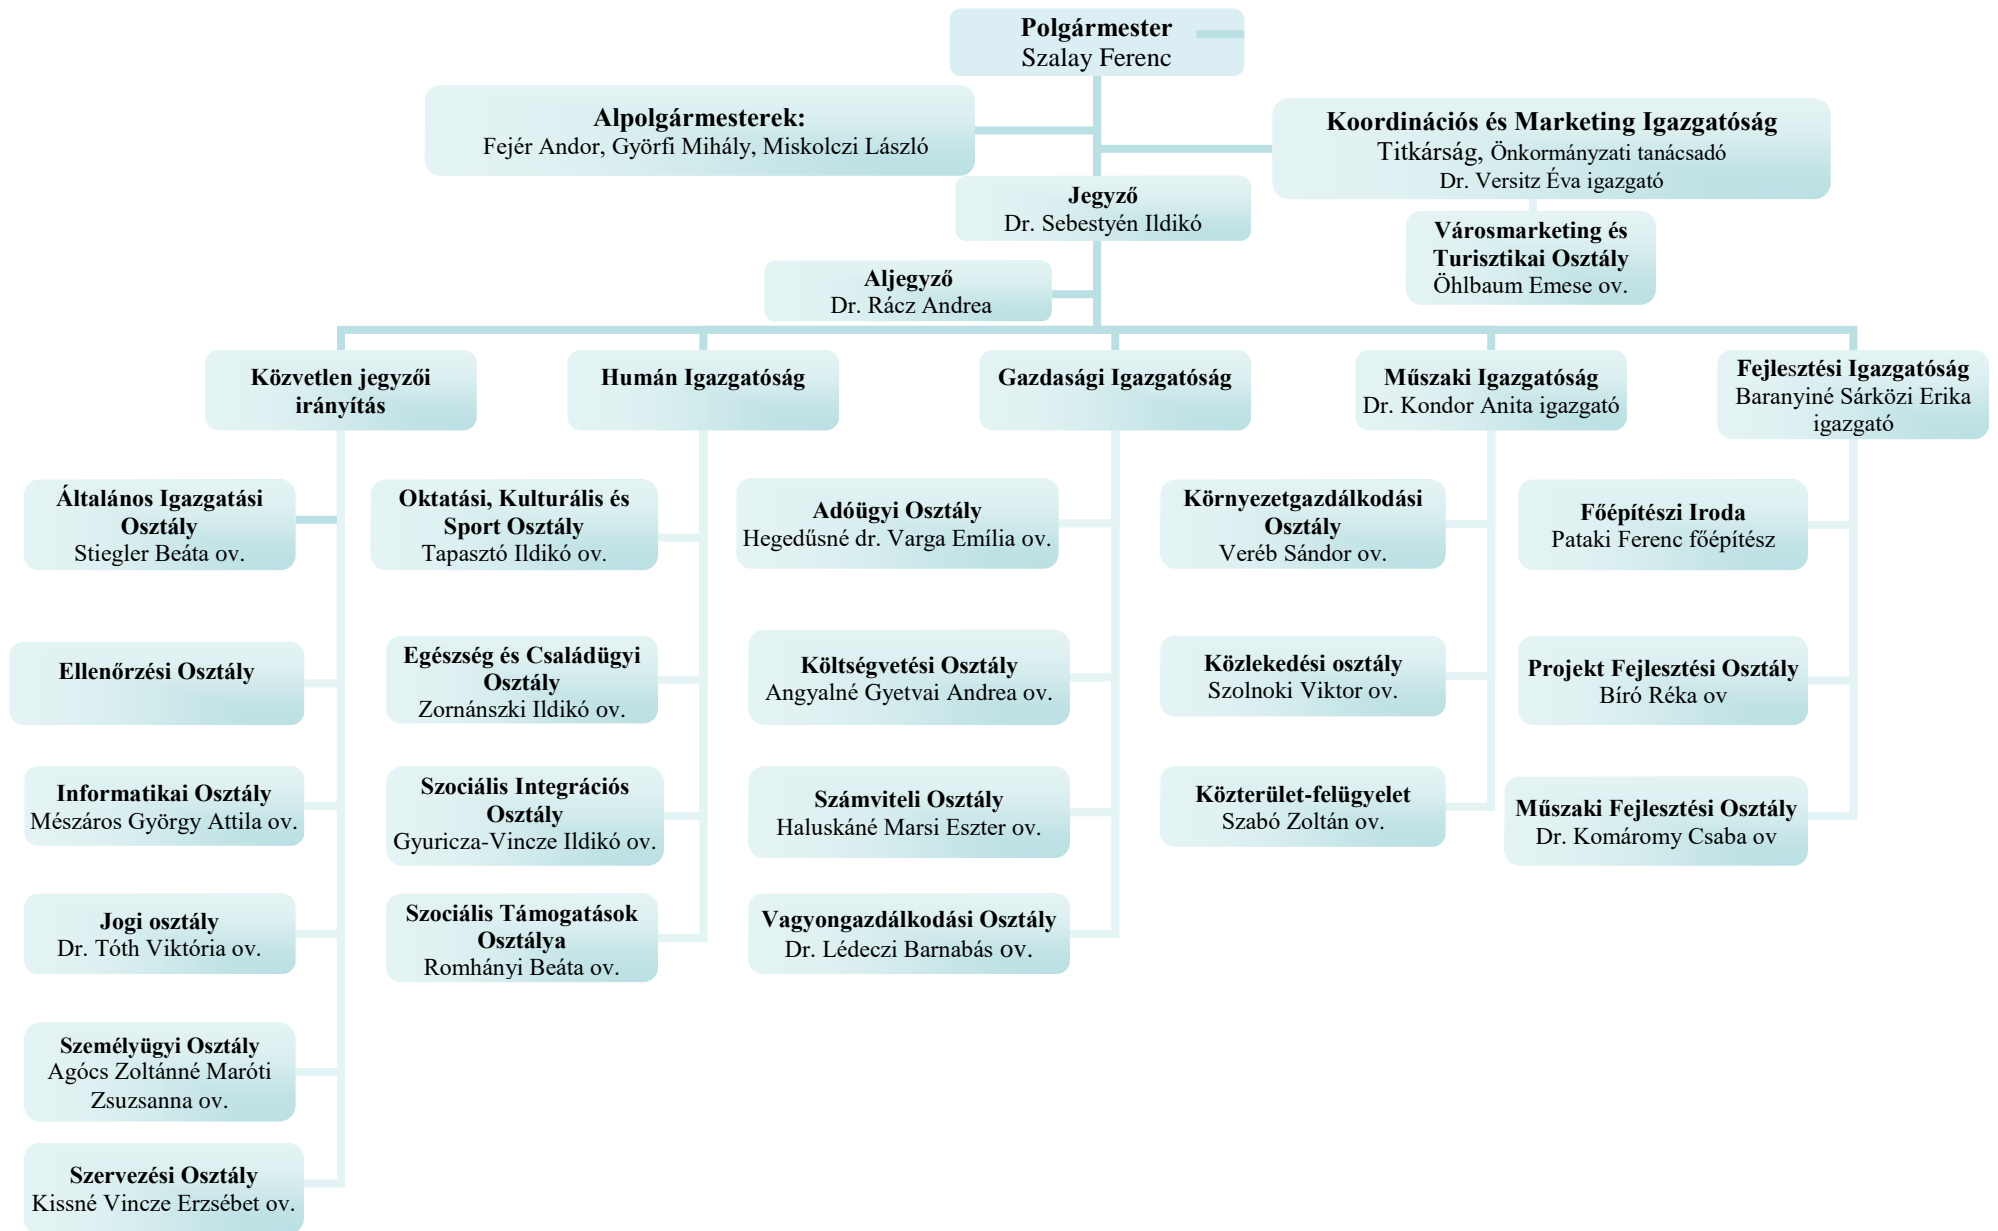 Polgármester
Szalay Ferenc
Alpolgármesterek:
Fejér Andor, Györfi Mihály, Miskolczi László
Koordinációs és Marketing Igazgatóság
Titkárság, Önkormányzati tanácsadó
Dr. Versitz Éva igazgató
Jegyző
Dr. Sebestyén Ildikó
Városmarketing és
Turisztikai Osztály
Öhlbaum Emese ov.
Aljegyző
Dr. Rácz Andrea
Közvetlen jegyzői
irányítás
Humán Igazgatóság
Gazdasági Igazgatóság
Műszaki Igazgatóság
Dr. Kondor Anita igazgató
Fejlesztési Igazgatóság
Baranyiné Sárközi Erika
igazgató
Általános Igazgatási
Osztály
Stiegler Beáta ov.
Oktatási, Kulturális és
Sport Osztály
Tapasztó Ildikó ov.
Adóügyi Osztály
Hegedűsné dr. Varga Emília ov.
Környezetgazdálkodási
Osztály
Veréb Sándor ov.
Főépítészi Iroda
Pataki Ferenc főépítész
Ellenőrzési Osztály
Egészség és Családügyi
Osztály
Zornánszki Ildikó ov.
Költségvetési Osztály
Angyalné Gyetvai Andrea ov.
Közlekedési osztály
Szolnoki Viktor ov.
Projekt Fejlesztési Osztály
Bíró Réka ov
Informatikai Osztály
Mészáros György Attila ov.
Szociális Integrációs
Osztály
Gyuricza-Vincze Ildikó ov.
Számviteli Osztály
Haluskáné Marsi Eszter ov.
Közterület-felügyelet
Szabó Zoltán ov.
Műszaki Fejlesztési Osztály
Dr. Komáromy Csaba ov
Jogi osztály
Dr. Tóth Viktória ov.
Szociális Támogatások
Osztálya
Romhányi Beáta ov.
Vagyongazdálkodási Osztály
Dr. Lédeczi Barnabás ov.
Személyügyi Osztály
Agócs Zoltánné Maróti
Zsuzsanna ov.
Szervezési Osztály
Kissné Vincze Erzsébet ov.